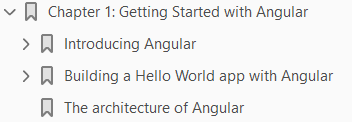 Chapter 1: Getting Started with Angular
Introducing Angular
Building a Hello World app with Angular
The architecture of Angular